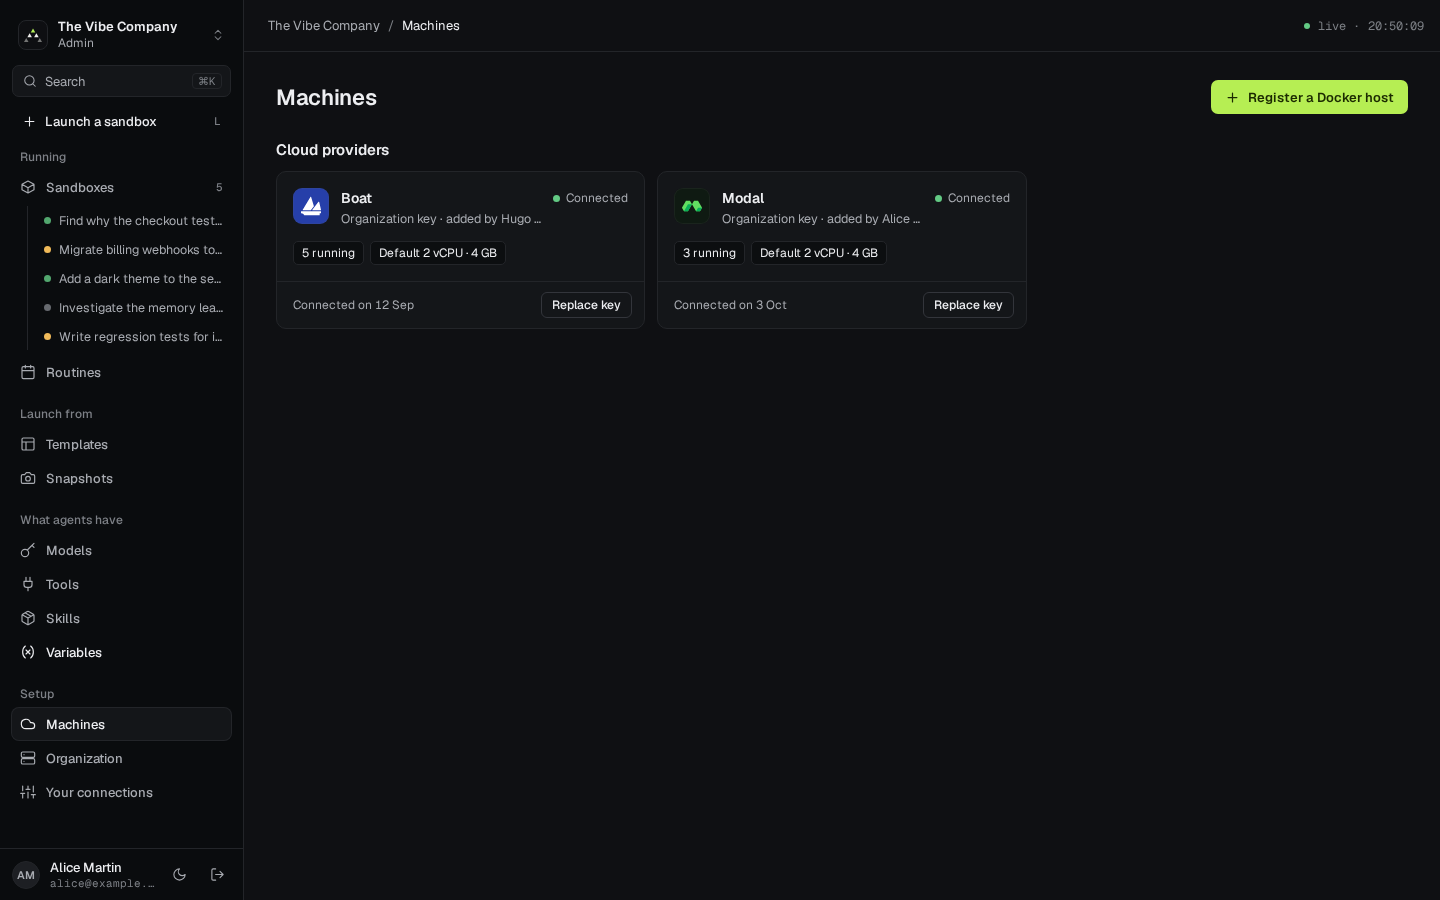 The Vibe Company
Admin
Search ⌘K
Launch a sandbox L
Running
Sandboxes 5
Find why the checkout test…
Migrate billing webhooks to…
Add a dark theme to the se…
Investigate the memory lea…
Write regression tests for i…
Routines
Launch from
Templates
Snapshots
What agents have
Models
Tools
Skills
Variables
Setup
Machines
Organization
Your connections
AM
Alice Martin
alice@example.…
The Vibe Company / Machines
live · 20:50:09
Machines
Register a Docker host
Cloud providers
Boat
Connected
Organization key · added by Hugo …
5 running
Default 2 vCPU · 4 GB
Connected on 12 Sep
Replace key
Modal
Connected
Organization key · added by Alice …
3 running
Default 2 vCPU · 4 GB
Connected on 3 Oct
Replace key